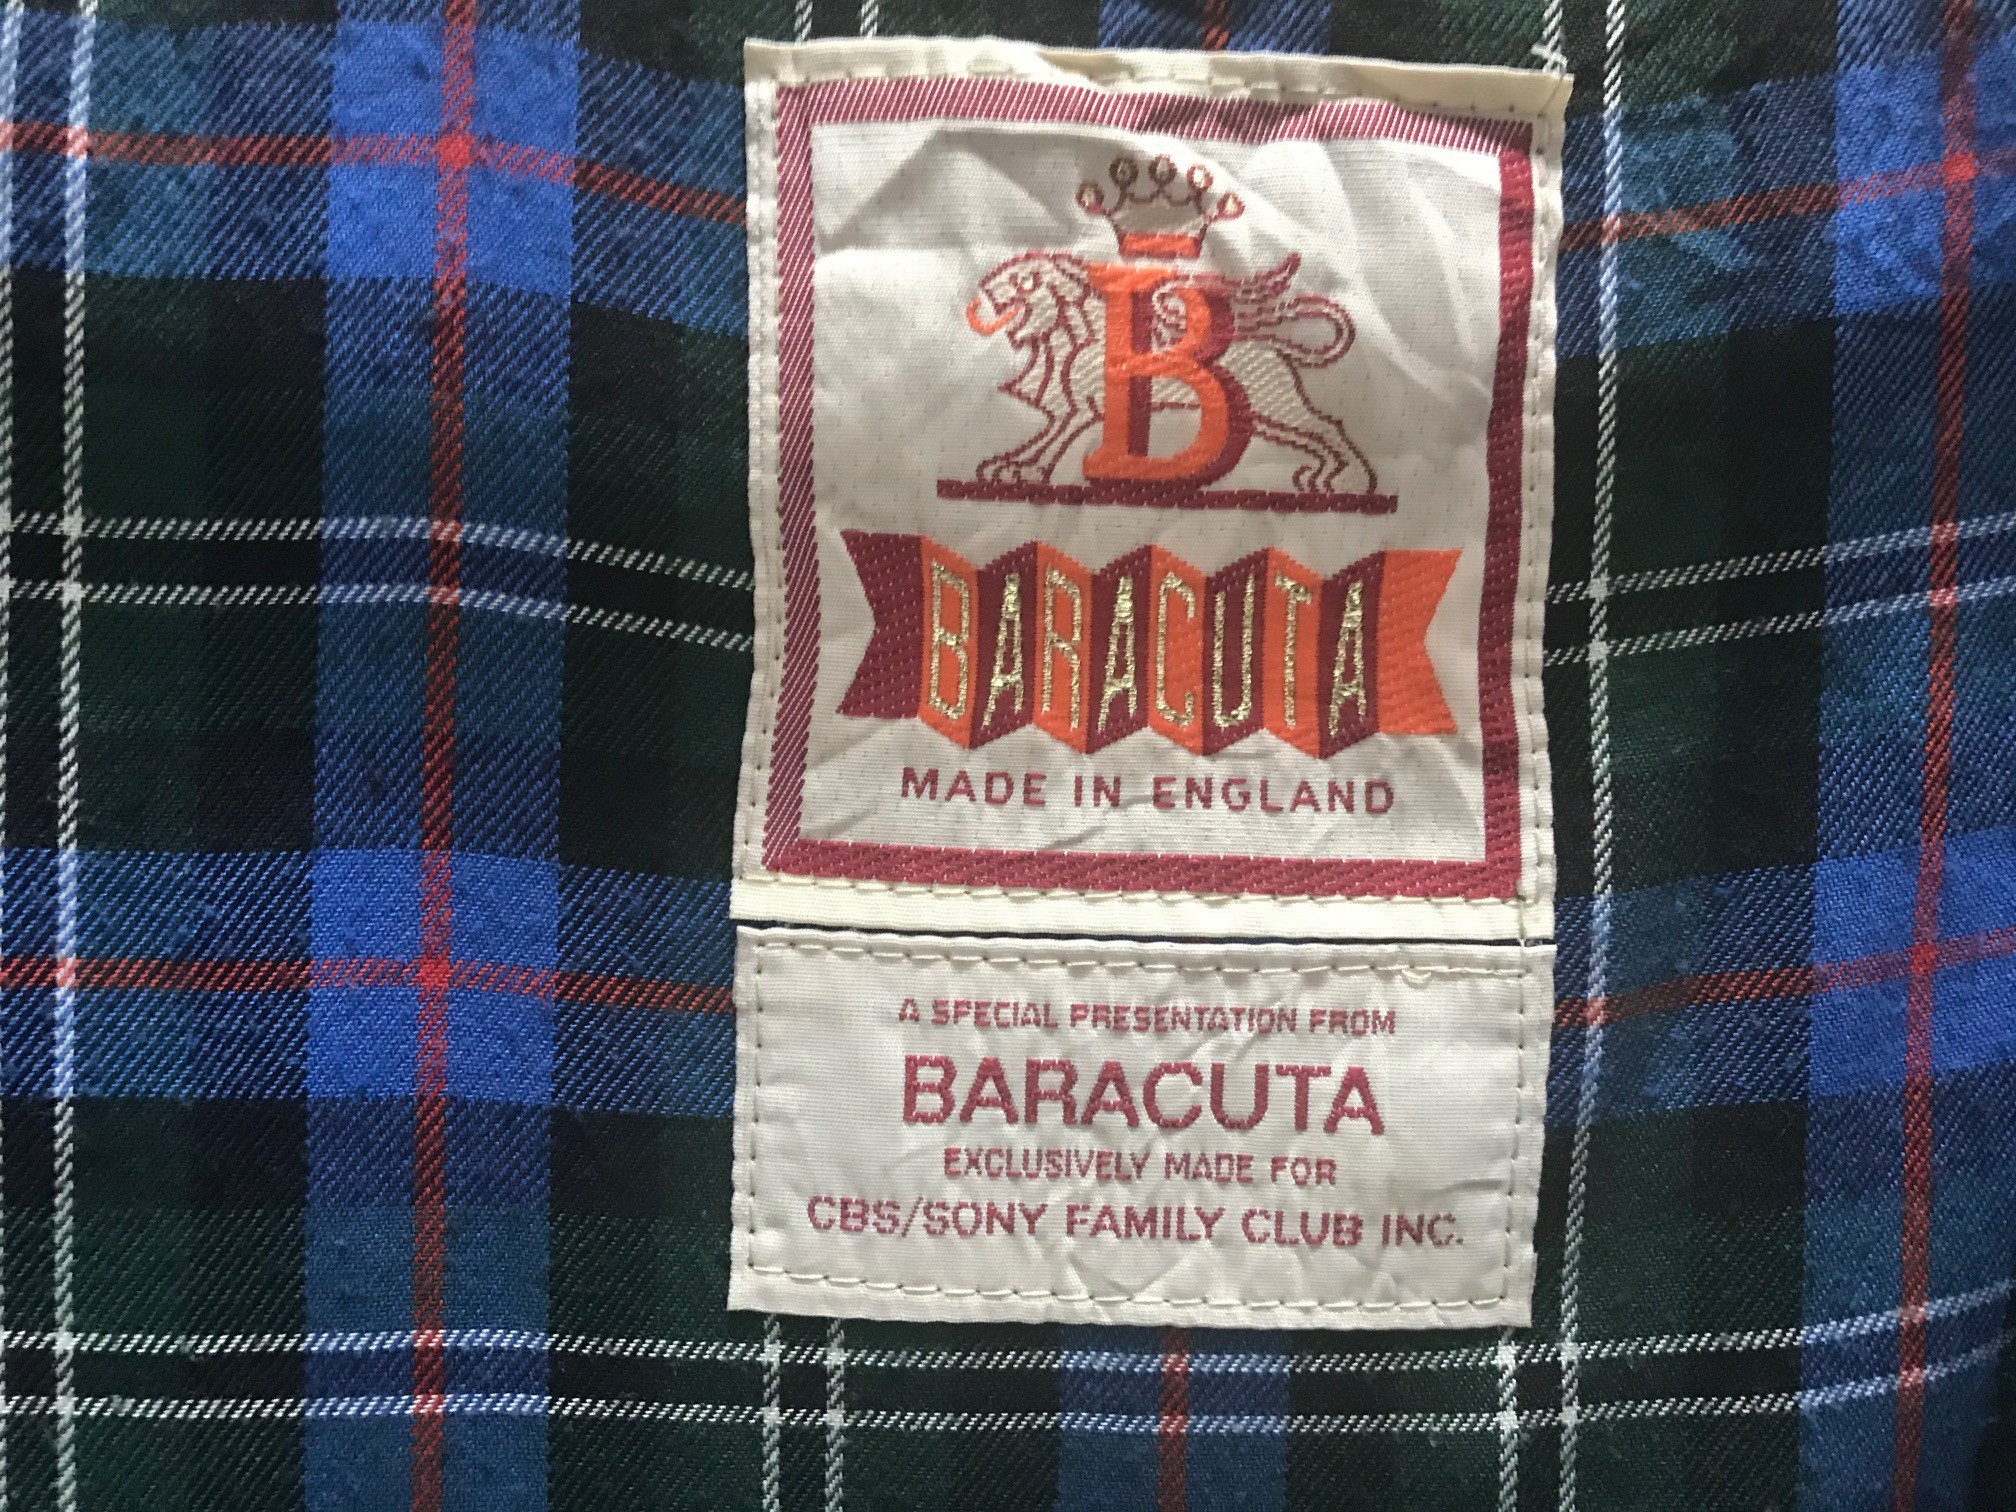 B
BARACUTA
MADE IN ENGLAND
A SPECIAL PRESENTATION FROM
BARACUTA
EXCLUSIVELY MADE FOR
CBS/SONY FAMILY CLUB INC.